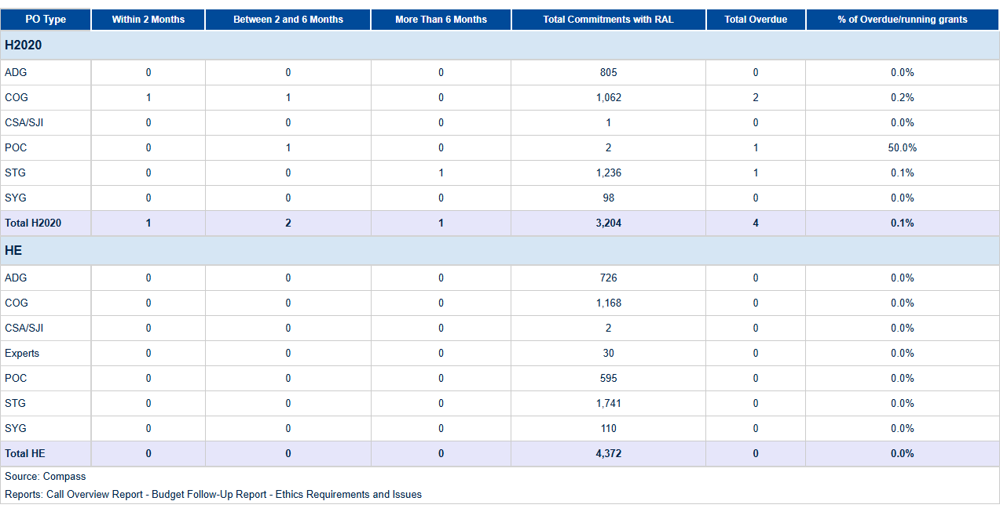 PO Type Within 2 Months Between 2 and 6 Months More Than 6 Months Total Commitments with RAL Total Overdue % of Overdue/running grants
H2020
ADG 0 0 0 805 0 0.0%
COG 1 1 0 1,062 2 0.2%
CSA/SJI 0 0 0 1 0 0.0%
POC 0 1 0 2 1 50.0%
STG 0 0 1 1,236 1 0.1%
SYG 0 0 0 98 0 0.0%
Total H2020 1 2 1 3,204 4 0.1%
HE
ADG 0 0 0 726 0 0.0%
COG 0 0 0 1,168 0 0.0%
CSA/SJI 0 0 0 2 0 0.0%
Experts 0 0 0 30 0 0.0%
POC 0 0 0 595 0 0.0%
STG 0 0 0 1,741 0 0.0%
SYG 0 0 0 110 0 0.0%
Total HE 0 0 0 4,372 0 0.0%
Source: Compass
Reports: Call Overview Report - Budget Follow-Up Report - Ethics Requirements and Issues